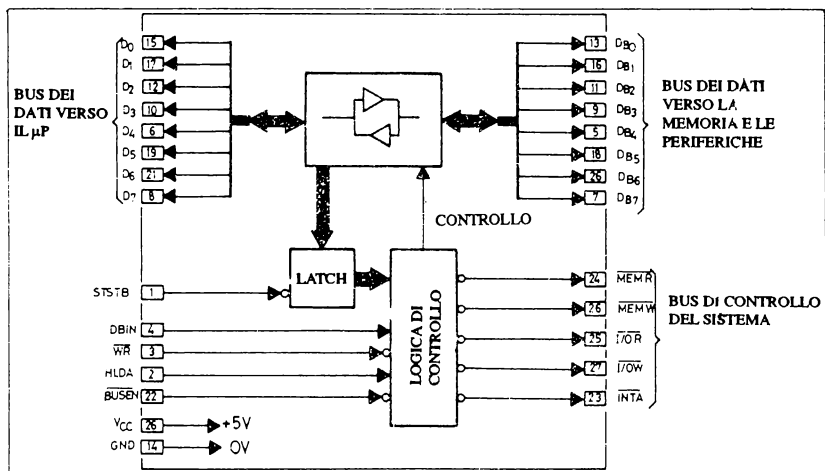 BUS DEI DATI VERSO IL µP
D0 15
D1 17
D2 12
D3 10
D4 6
D5 19
D6 21
D7 8
13 DB0
16 DB1
11 DB2
9 DB3
5 DB4
18 DB5
26 DB6
7 DB7
BUS DEI DATI VERSO LA MEMORIA E LE PERIFERICHE
CONTROLLO
LATCH
LOGICA DI CONTROLLO
STSTB 1
DBIN 4
WR 3
HLDA 2
BUSEN 22
VCC 26 +5V
GND 14 0V
24 MEMR
26 MEMW
25 I/OR
27 I/OW
23 INTA
BUS DI CONTROLLO DEL SISTEMA